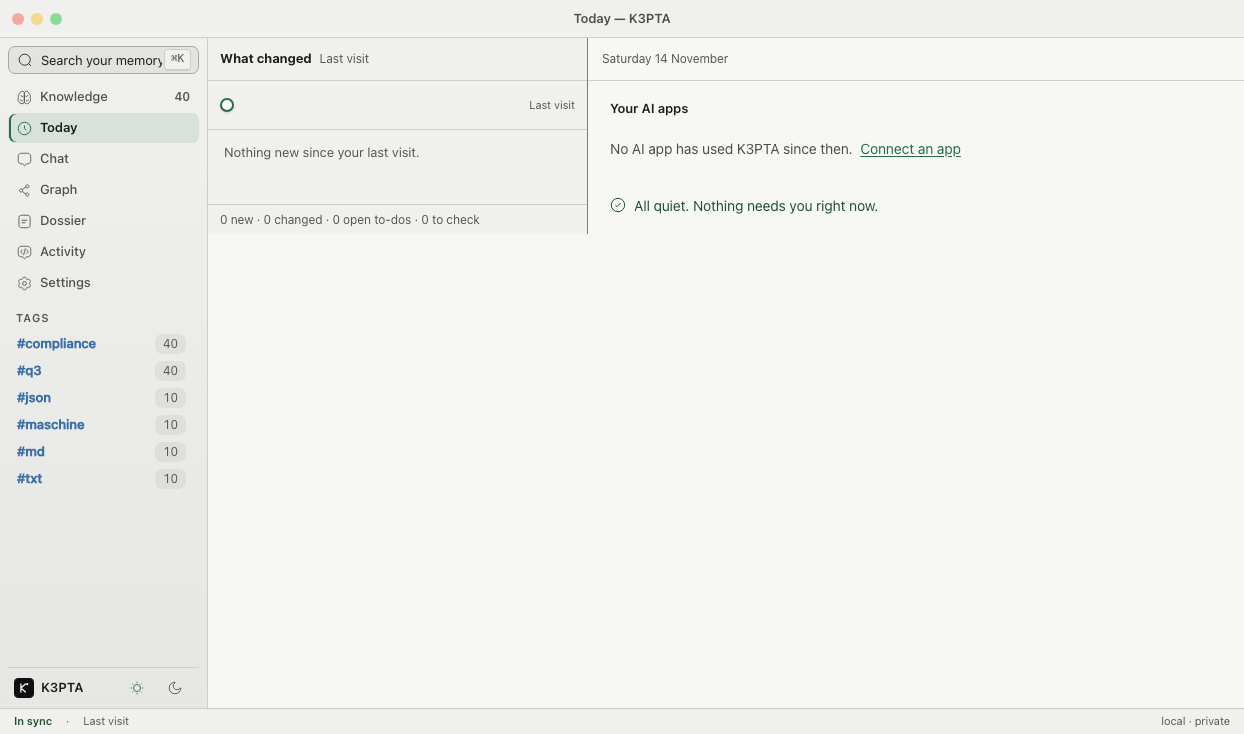 Today — K3PTA
Search your memory ⌘K
Knowledge 40
Today
Chat
Graph
Dossier
Activity
Settings
TAGS
#compliance 40
#q3 40
#json 10
#maschine 10
#md 10
#txt 10
K3PTA
What changed Last visit
Last visit
Nothing new since your last visit.
0 new · 0 changed · 0 open to-dos · 0 to check
Saturday 14 November
Your AI apps
No AI app has used K3PTA since then. Connect an app
All quiet. Nothing needs you right now.
In sync · Last visit
local · private